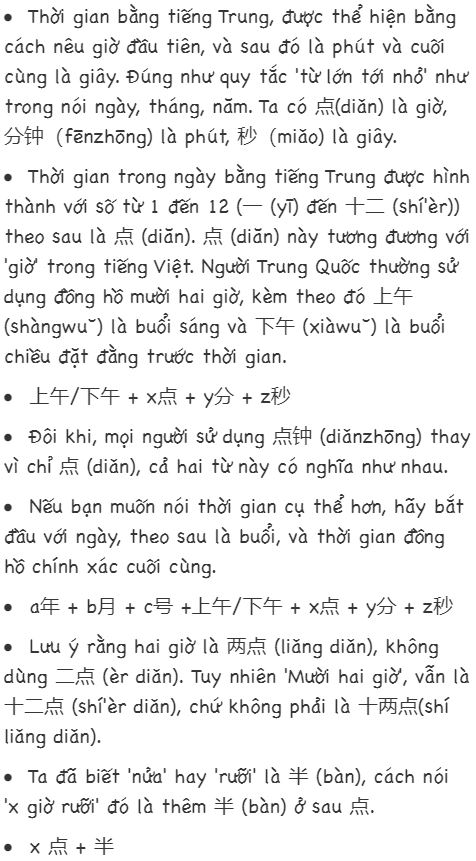 • Thời gian bằng tiếng Trung, được thể hiện bằng
cách nêu giờ đầu tiên, và sau đó là phút và cuối
cùng là giây. Đúng như quy tắc 'từ lớn tới nhỏ' như
trong nói ngày, tháng, năm. Ta có 点(diǎn) là giờ,
分钟 (fēnzhōng) là phút, 秒 (miǎo) là giây.
• Thời gian trong ngày bằng tiếng Trung được hình
thành với số từ 1 đến 12 (一 (yī) đến 十二 (shí'èr))
theo sau là 点 (diǎn). 点 (diǎn) này tương đương với
'giờ' trong tiếng Việt. Người Trung Quốc thường sử
dụng đồng hồ mười hai giờ, kèm theo đó 上午
(shàngwuˇ) là buổi sáng và 下午 (xiàwuˇ) là buổi
chiều đặt đằng trước thời gian.
• 上午/下午 + x点 + y分 + z秒
• Đôi khi, mọi người sử dụng 点钟 (diǎnzhōng) thay
vì chỉ 点 (diǎn), cả hai từ này có nghĩa như nhau.
• Nếu bạn muốn nói thời gian cụ thể hơn, hãy bắt
đầu với ngày, theo sau là buổi, và thời gian đồng
hồ chính xác cuối cùng.
• a年 + b月 + c号 +上午/下午 + x点 + y分 + z秒
• Lưu ý rằng hai giờ là 两点 (liǎng diǎn), không
dùng 二点 (èr diǎn). Tuy nhiên 'Mười hai giờ', vẫn là
十二点 (shí'èr diǎn), chứ không phải là 十两点(shí
liǎng diǎn).
• Ta đã biết 'nửa' hay 'rưỡi' là 半 (bàn), cách nói
'x giờ rưỡi' đó là thêm 半 (bàn) ở sau 点.
• x 点 + 半